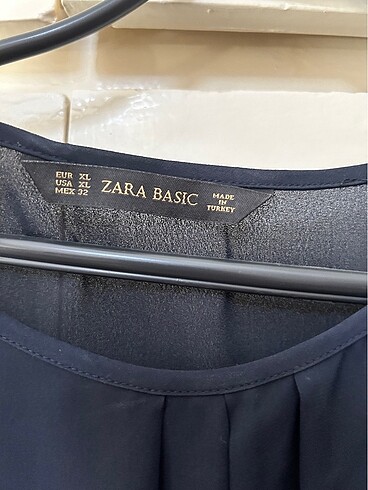 EUR XL
USA XL
MEX 32
ZARA BASIC
MADE
IN
TURKEY